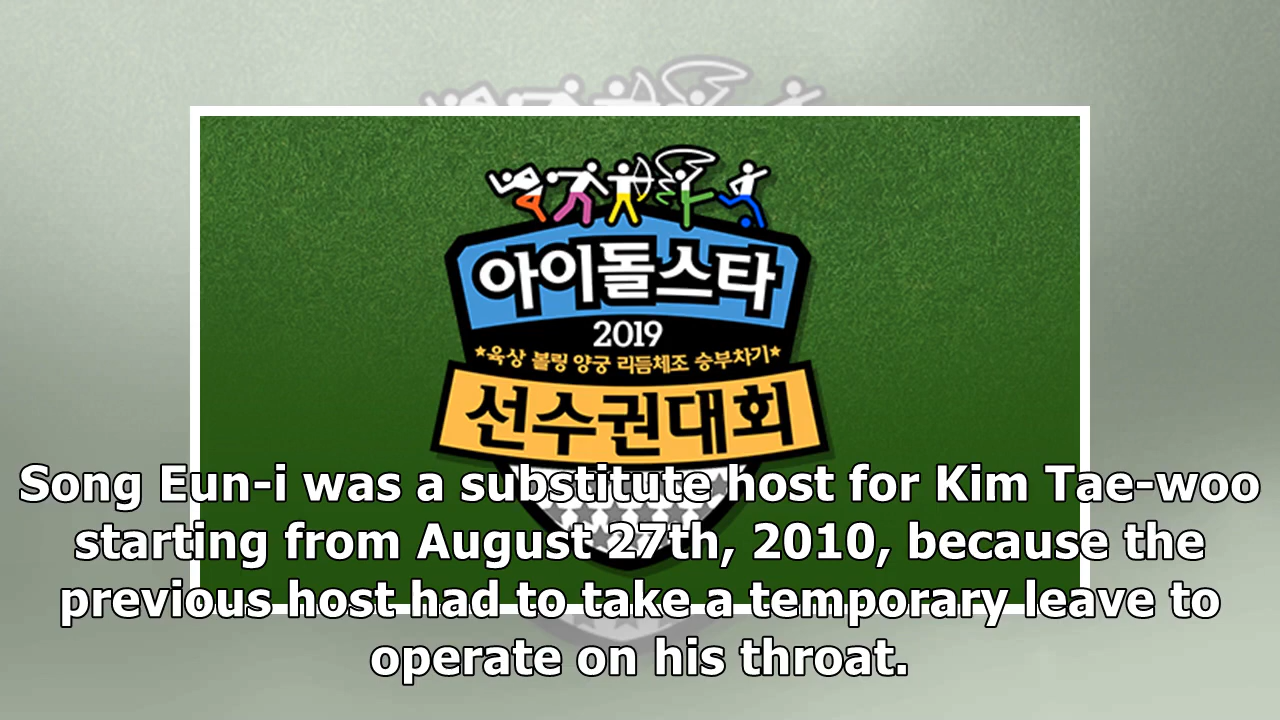 아이돌스타
2019
★육상 볼링 양궁 리듬체조 승부차기★
선수권대회
Song Eun-i was a substitute host for Kim Tae-woo
starting from August 27th, 2010, because the
previous host had to take a temporary leave to
operate on his throat.